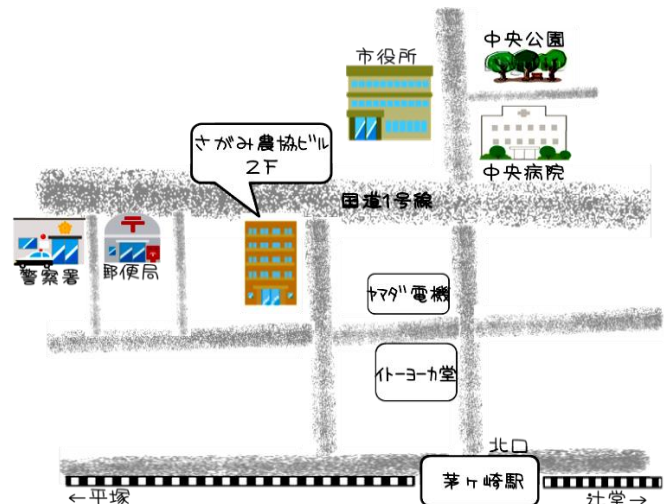 市役所
中央公園
さがみ農協ビル
2F
中央病院
国道1号線
警察署
郵便局
ヤマダ電機
イトーヨーカ堂
北口
茅ヶ崎駅
←平塚
辻堂→